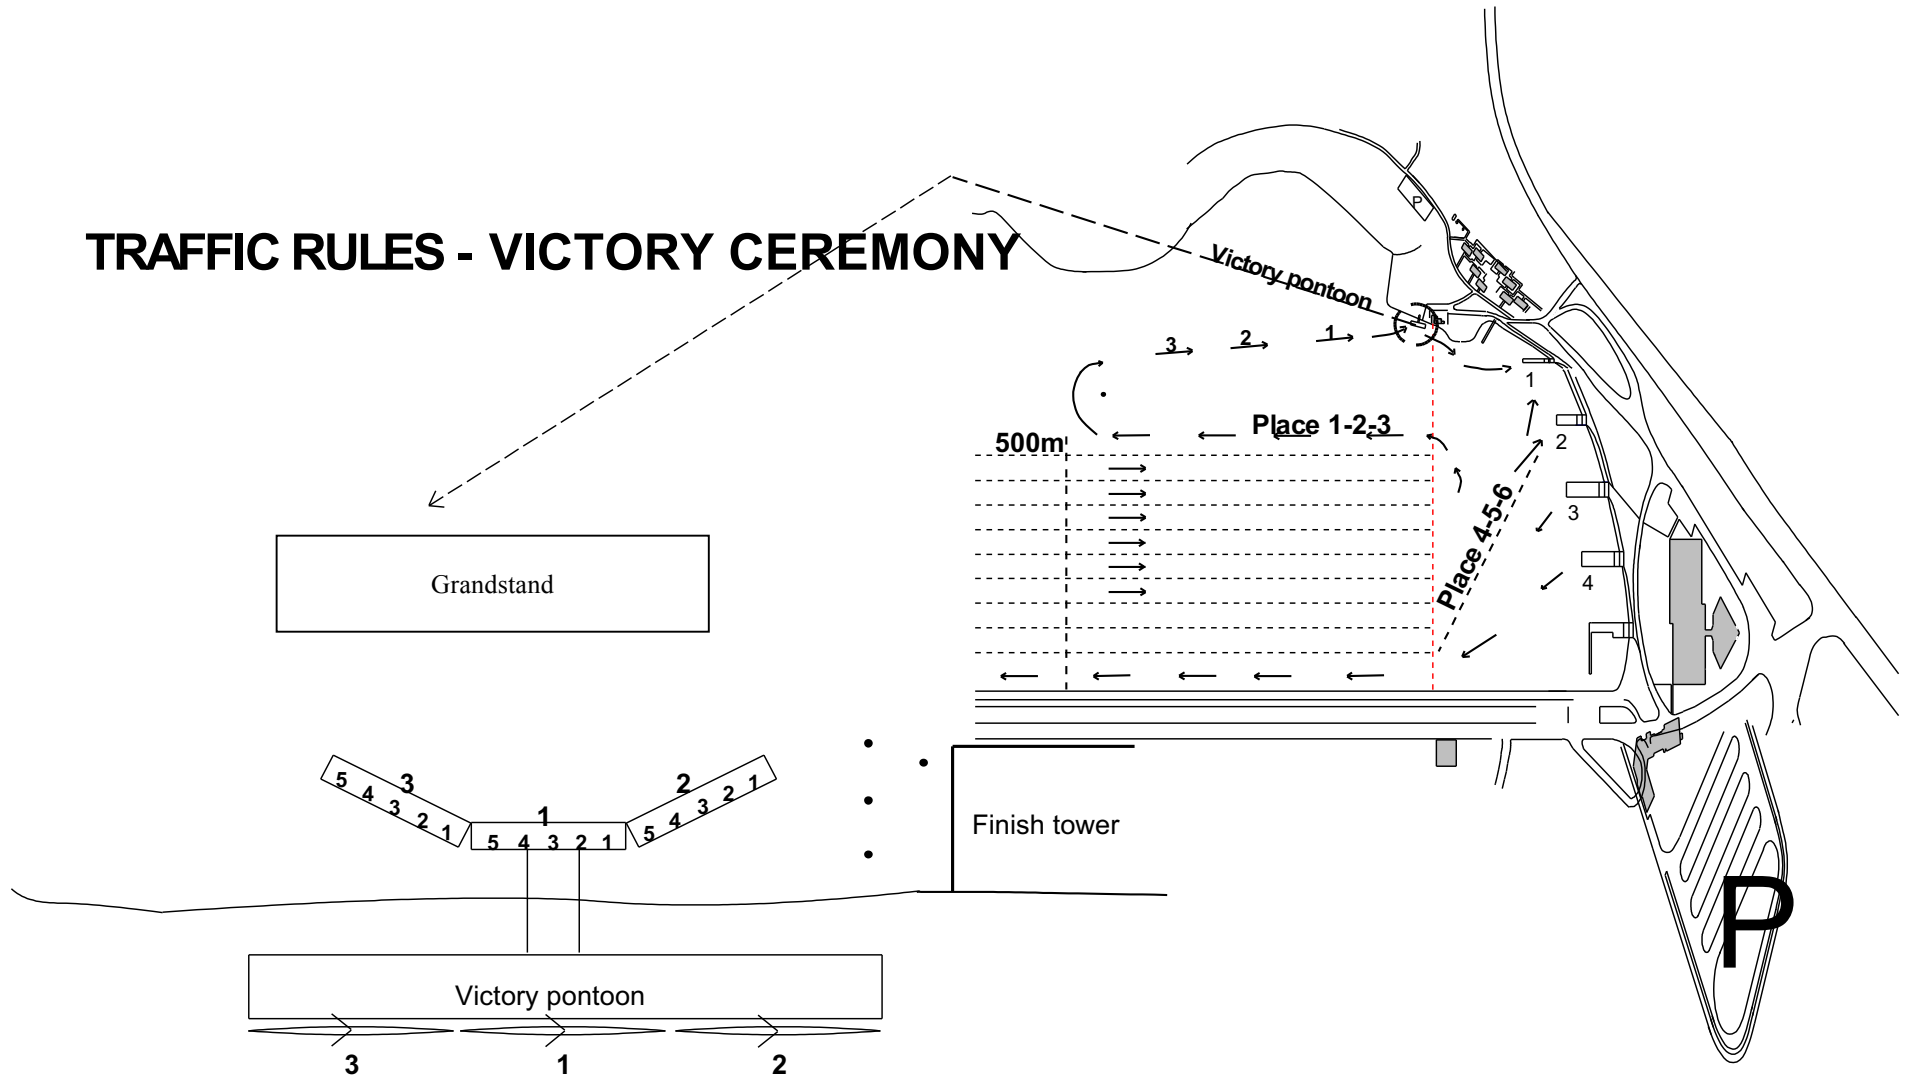 P
TRAFFIC RULES - VICTORY CEREMONY
Victory pontoon
3 2 1
1
Place 1-2-3
500m
2
Place 4-5-6
3
4
Grandstand
3
5 4 3 2 1
1
5 4 3 2 1
2
5 4 3 2 1
Finish tower
P
Victory pontoon
3 1 2